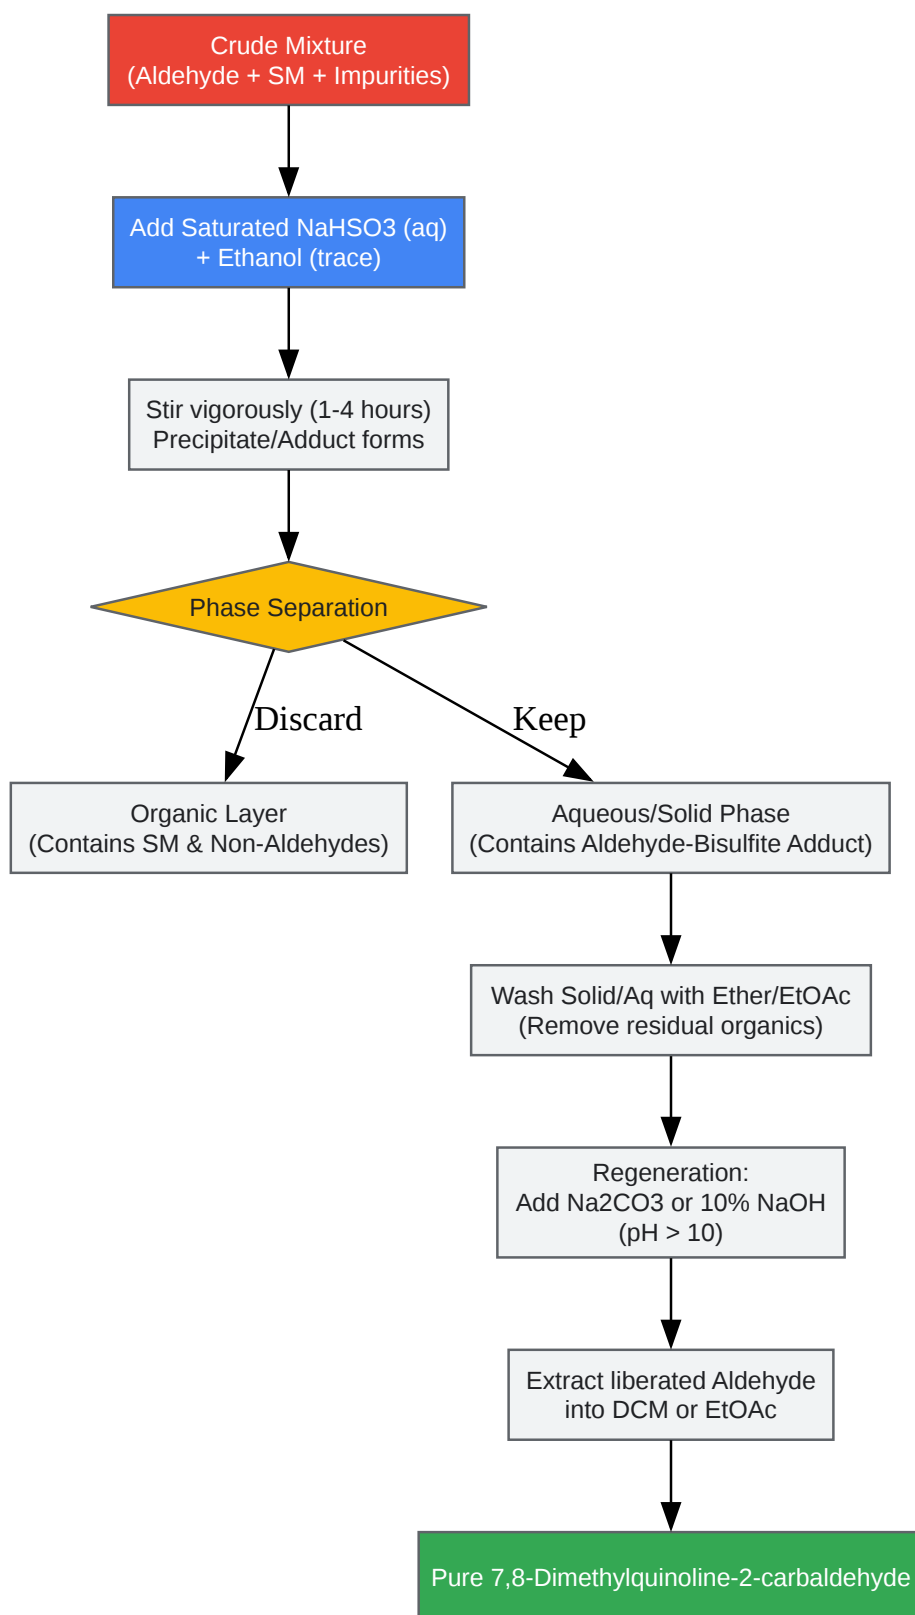 Crude Mixture
(Aldehyde + SM + Impurities)
Add Saturated NaHSO3 (aq)
+ Ethanol (trace)
Stir vigorously (1-4 hours)
Precipitate/Adduct forms
Phase Separation
Discard
Keep
Organic Layer
(Contains SM & Non-Aldehydes)
Aqueous/Solid Phase
(Contains Aldehyde-Bisulfite Adduct)
Wash Solid/Aq with Ether/EtOAc
(Remove residual organics)
Regeneration:
Add Na2CO3 or 10% NaOH
(pH > 10)
Extract liberated Aldehyde
into DCM or EtOAc
Pure 7,8-Dimethylquinoline-2-carbaldehyde